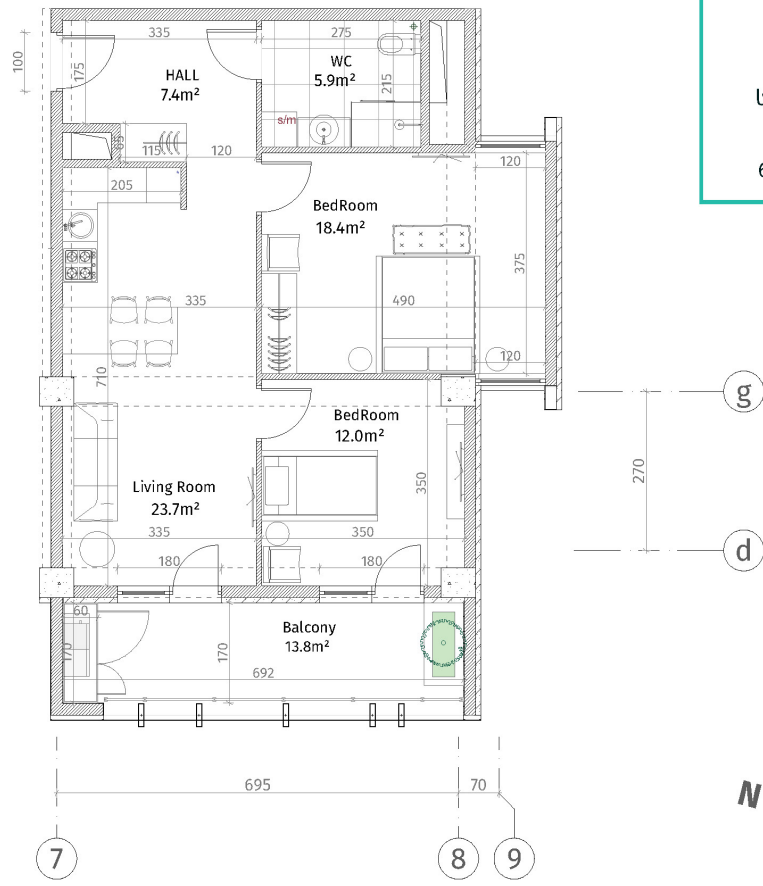 335
275
100
175
HALL
7.4m²
WC
5.9m²
215
65
s/m
115
120
120
205
BedRoom
18.4m²
375
335
490
120
710
BedRoom
12.0m²
g
350
270
Living Room
23.7m²
335
350
d
180
180
60
Balcony
13.8m²
170
170
692
695
70
N
7
8
9